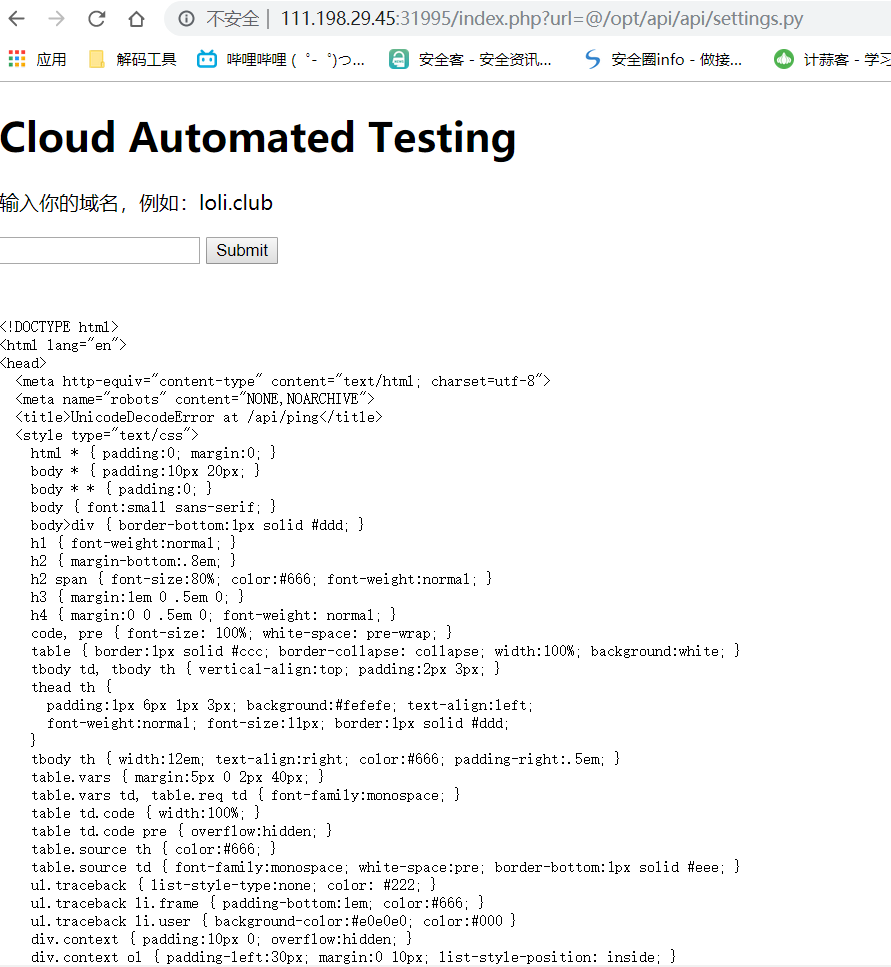 不安全 | 111.198.29.45:31995/index.php?url=@/opt/api/api/settings.py
应用 解码工具 哔哩哔哩 (゜-゜)つ... 安全客 - 安全资讯... 安全圈info - 做接... 计蒜客 - 学习
Cloud Automated Testing
输入你的域名，例如：loli.club
Submit
<!DOCTYPE html>
<html lang="en">
<head>
  <meta http-equiv="content-type" content="text/html; charset=utf-8">
  <meta name="robots" content="NONE,NOARCHIVE">
  <title>UnicodeDecodeError at /api/ping</title>
  <style type="text/css">
    html * { padding:0; margin:0; }
    body * { padding:10px 20px; }
    body * * { padding:0; }
    body { font:small sans-serif; }
    body>div { border-bottom:1px solid #ddd; }
    h1 { font-weight:normal; }
    h2 { margin-bottom:.8em; }
    h2 span { font-size:80%; color:#666; font-weight:normal; }
    h3 { margin:1em 0 .5em 0; }
    h4 { margin:0 0 .5em 0; font-weight: normal; }
    code, pre { font-size: 100%; white-space: pre-wrap; }
    table { border:1px solid #ccc; border-collapse: collapse; width:100%; background:white; }
    tbody td, tbody th { vertical-align:top; padding:2px 3px; }
    thead th {
      padding:1px 6px 1px 3px; background:#fefefe; text-align:left;
      font-weight:normal; font-size:11px; border:1px solid #ddd;
    }
    tbody th { width:12em; text-align:right; color:#666; padding-right:.5em; }
    table.vars { margin:5px 0 2px 40px; }
    table.vars td, table.req td { font-family:monospace; }
    table td.code { width:100%; }
    table td.code pre { overflow:hidden; }
    table.source th { color:#666; }
    table.source td { font-family:monospace; white-space:pre; border-bottom:1px solid #eee; }
    ul.traceback { list-style-type:none; color: #222; }
    ul.traceback li.frame { padding-bottom:1em; color:#666; }
    ul.traceback li.user { background-color:#e0e0e0; color:#000 }
    div.context { padding:10px 0; overflow:hidden; }
    div.context ol { padding-left:30px; margin:0 10px; list-style-position: inside; }